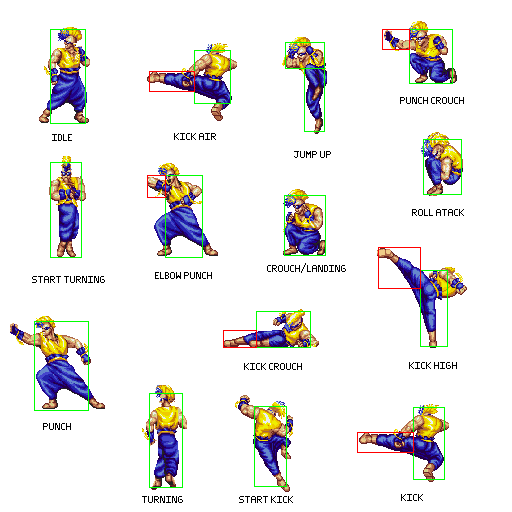 PUNCH CROUCH
IDLE
KICK AIR
JUMP UP
ROLL ATACK
START TURNING
ELBOW PUNCH
CROUCH/LANDING
KICK CROUCH
KICK HIGH
PUNCH
TURNING
START KICK
KICK